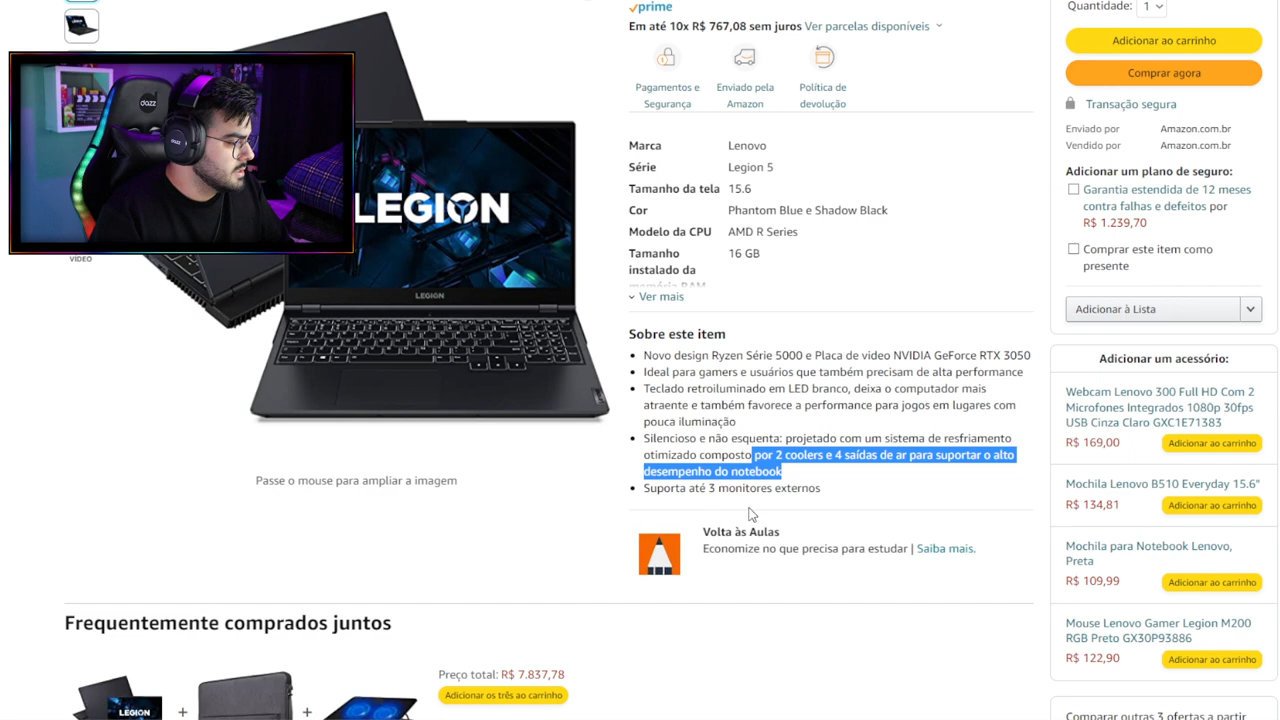 prime
Em até 10x R$ 767,08 sem juros Ver parcelas disponíveis
Pagamentos e
Segurança
Enviado pela
Amazon
Política de
devolução
Marca Lenovo
Série Legion 5
Tamanho da tela 15.6
Cor Phantom Blue e Shadow Black
Modelo da CPU AMD R Series
Tamanho 16 GB
instalado da
memória RAM
Ver mais
Sobre este item
• Novo design Ryzen Série 5000 e Placa de video NVIDIA GeForce RTX 3050
• Ideal para gamers e usuários que também precisam de alta performance
• Teclado retroiluminado em LED branco, deixa o computador mais
atraente e também favorece a performance para jogos em lugares com
pouca iluminação
• Silencioso e não esquenta: projetado com um sistema de resfriamento
otimizado composto por 2 coolers e 4 saídas de ar para suportar o alto
desempenho do notebook
• Suporta até 3 monitores externos
Volta às Aulas
Economize no que precisa para estudar | Saiba mais.
LEGION
dazz
dazz
VÍDEO
LEGION
LEGION
Passe o mouse para ampliar a imagem
Quantidade: 1
Adicionar ao carrinho
Comprar agora
Transação segura
Enviado por Amazon.com.br
Vendido por Amazon.com.br
Adicionar um plano de seguro:
Garantia estendida de 12 meses
contra falhas e defeitos por
R$ 1.239,70
Comprar este item como
presente
Adicionar à Lista
Adicionar um acessório:
Webcam Lenovo 300 Full HD Com 2
Microfones Integrados 1080p 30fps
USB Cinza Claro GXC1E71383
R$ 169,00 Adicionar ao carrinho
Mochila Lenovo B510 Everyday 15.6"
R$ 134,81 Adicionar ao carrinho
Mochila para Notebook Lenovo,
Preta
R$ 109,99 Adicionar ao carrinho
Mouse Lenovo Gamer Legion M200
RGB Preto GX30P93886
R$ 122,90 Adicionar ao carrinho
Comparar outras 3 ofertas a partir
Frequentemente comprados juntos
LEGION
+
+
Preço total: R$ 7.837,78
Adicionar os três ao carrinho